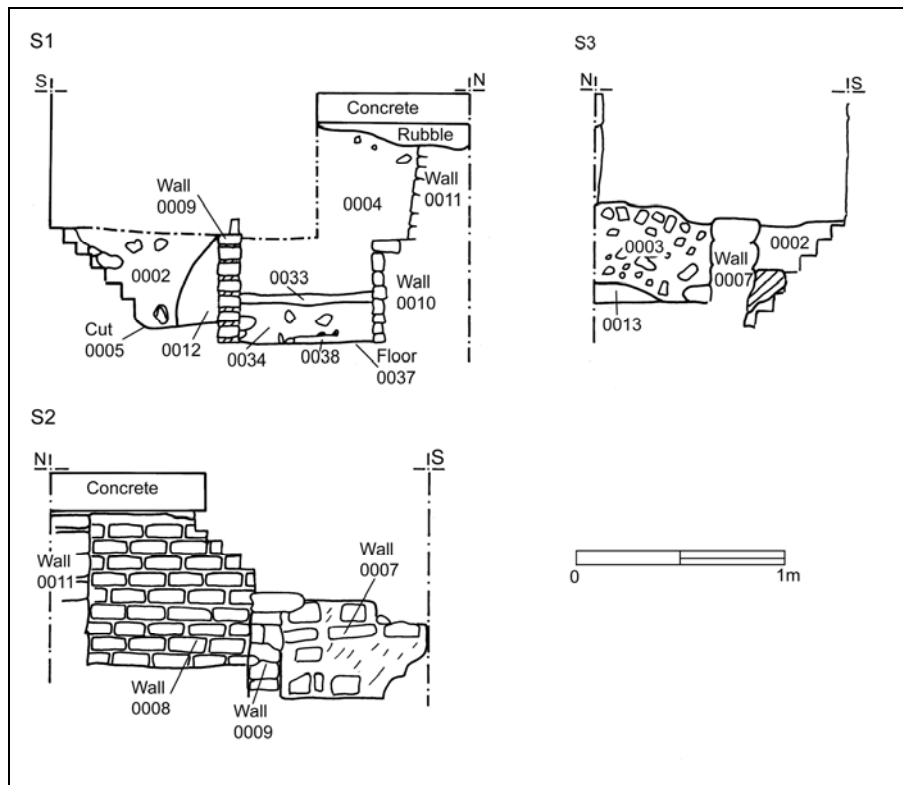 S1
S
N
Concrete
Rubble
Wall
0009
Wall
0011
0004
0002
0033
Wall
0010
Cut
0005
0012
0034
0038
Floor
0037
S3
N
S
0003
0002
Wall
0007
0013
S2
N
S
Concrete
Wall
0011
Wall
0007
Wall
0008
Wall
0009
0
1m